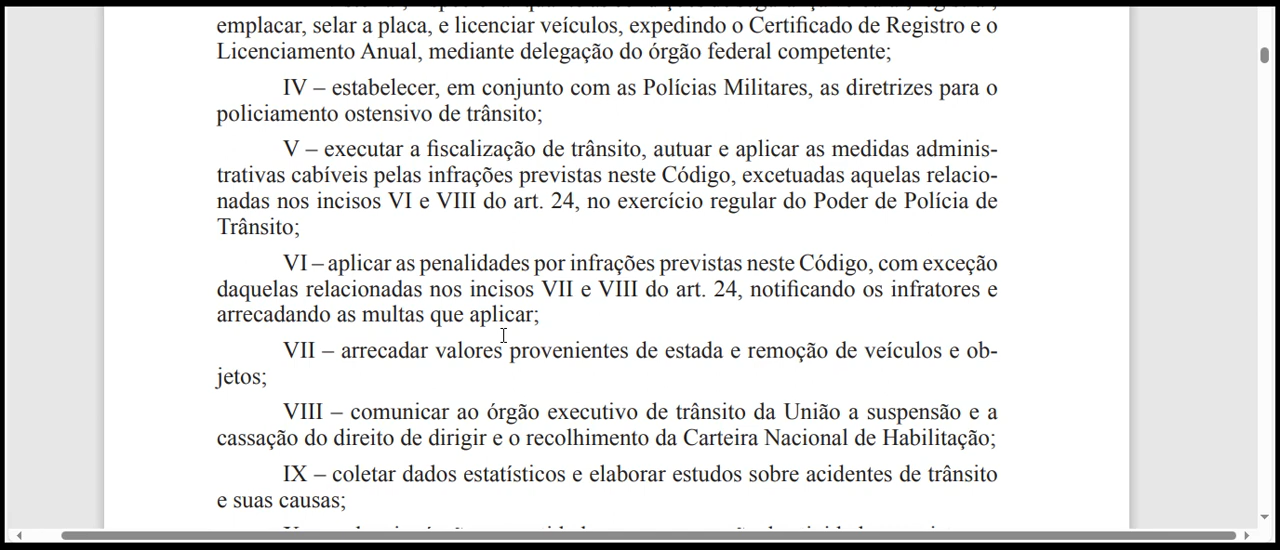 emplacar, selar a placa, e licenciar veículos, expedindo o Certificado de Registro e o
Licenciamento Anual, mediante delegação do órgão federal competente;
IV – estabelecer, em conjunto com as Polícias Militares, as diretrizes para o
policiamento ostensivo de trânsito;
V – executar a fiscalização de trânsito, autuar e aplicar as medidas adminis-
trativas cabíveis pelas infrações previstas neste Código, excetuadas aquelas relacio-
nadas nos incisos VI e VIII do art. 24, no exercício regular do Poder de Polícia de
Trânsito;
VI – aplicar as penalidades por infrações previstas neste Código, com exceção
daquelas relacionadas nos incisos VII e VIII do art. 24, notificando os infratores e
arrecadando as multas que aplicar;
VII – arrecadar valores provenientes de estada e remoção de veículos e ob-
jetos;
VIII – comunicar ao órgão executivo de trânsito da União a suspensão e a
cassação do direito de dirigir e o recolhimento da Carteira Nacional de Habilitação;
IX – coletar dados estatísticos e elaborar estudos sobre acidentes de trânsito
e suas causas;